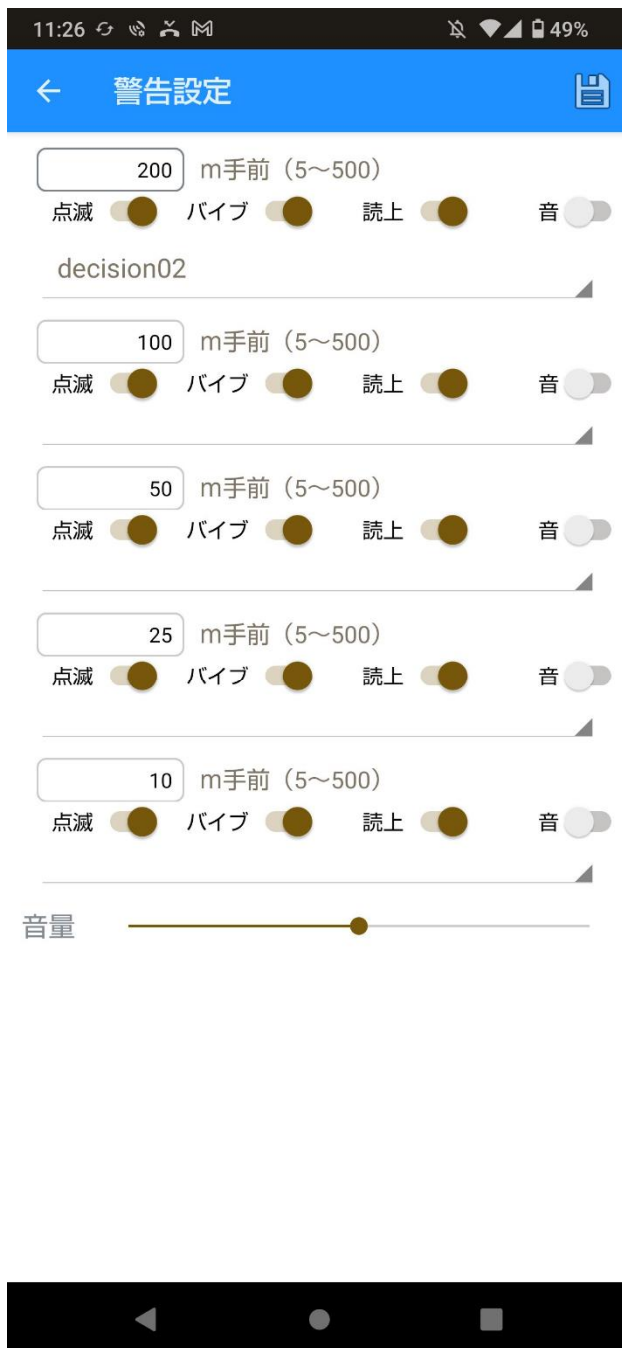 11:26 49%
警告設定
200 m手前（5～500）
点滅 バイブ 読上 音
decision02
100 m手前（5～500）
点滅 バイブ 読上 音
50 m手前（5～500）
点滅 バイブ 読上 音
25 m手前（5～500）
点滅 バイブ 読上 音
10 m手前（5～500）
点滅 バイブ 読上 音
音量